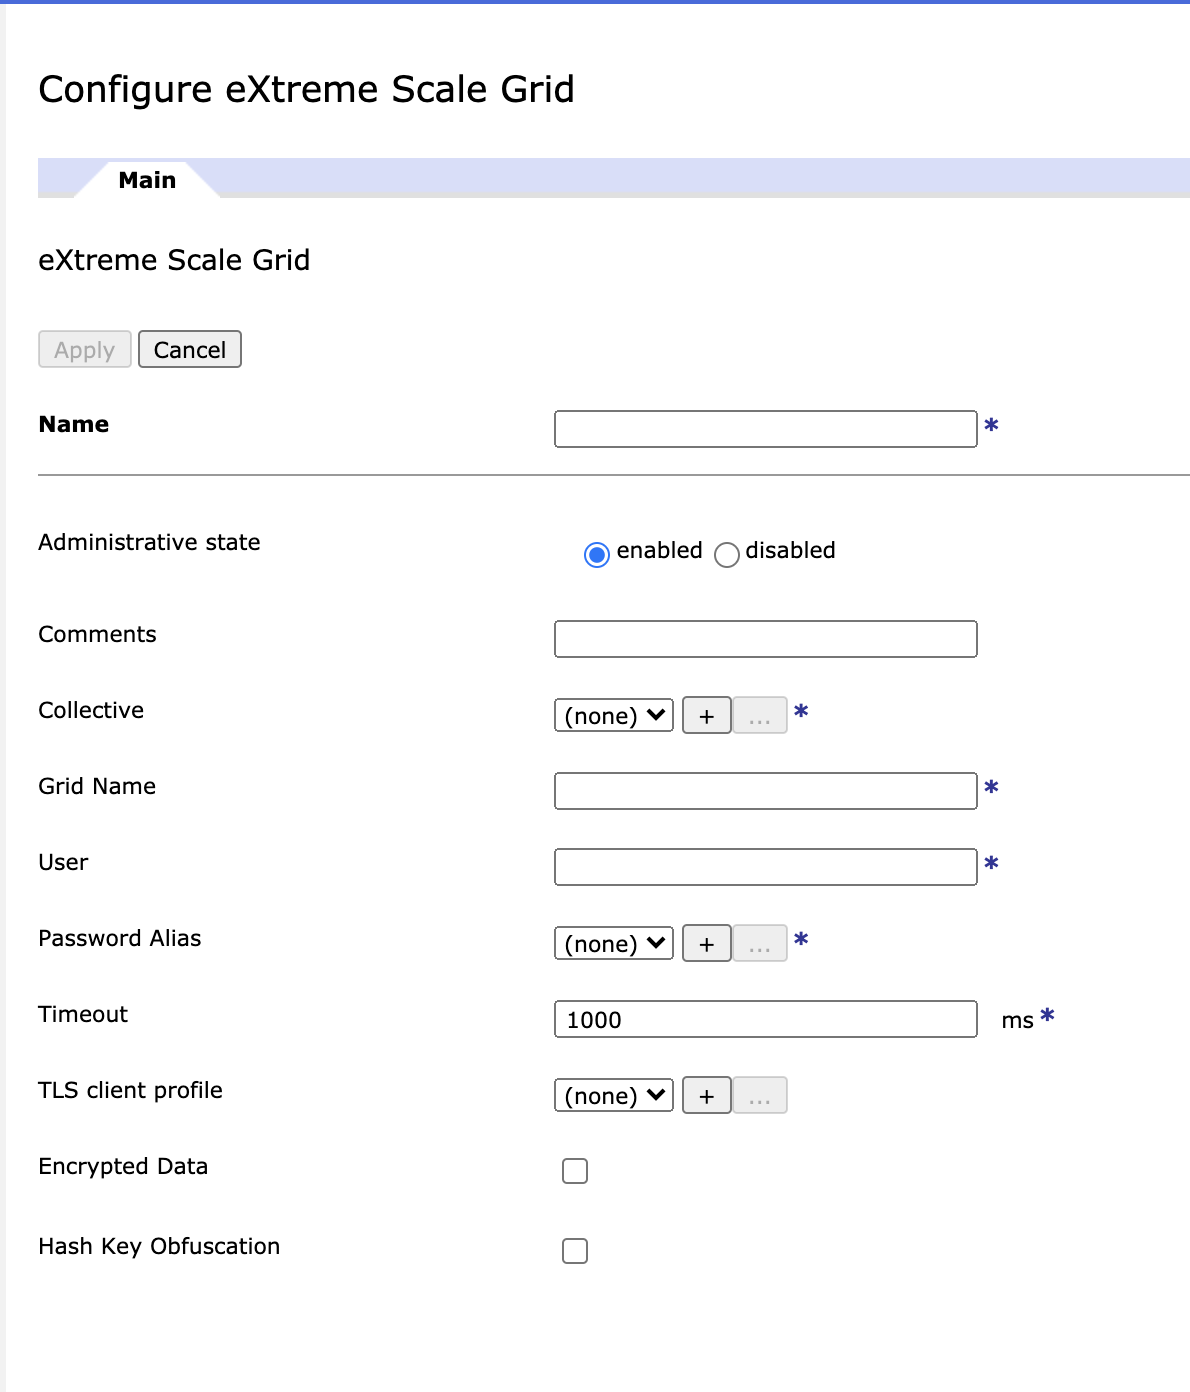 Configure eXtreme Scale Grid
Main
eXtreme Scale Grid
Apply Cancel
Name *
Administrative state enabled disabled
Comments
Collective (none) + ... *
Grid Name *
User *
Password Alias (none) + ... *
Timeout 1000 ms *
TLS client profile (none) + ...
Encrypted Data
Hash Key Obfuscation